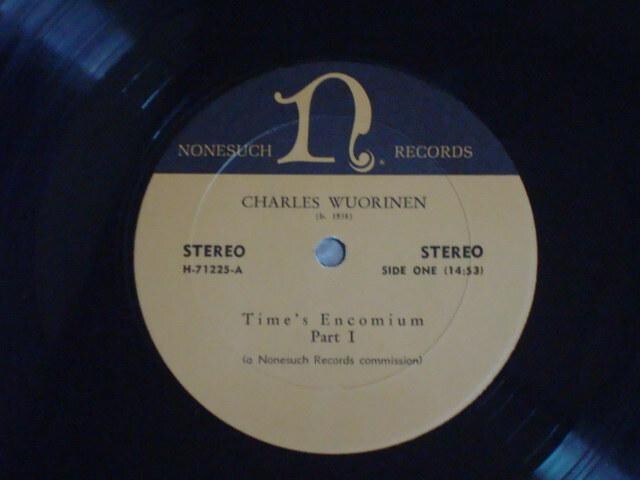 n
NONESUCH RECORDS
CHARLES WUORINEN
(b. 1938)
STEREO STEREO
H-71225-A SIDE ONE (14:53)
Time's Encomium
Part I
(a Nonesuch Records commission)